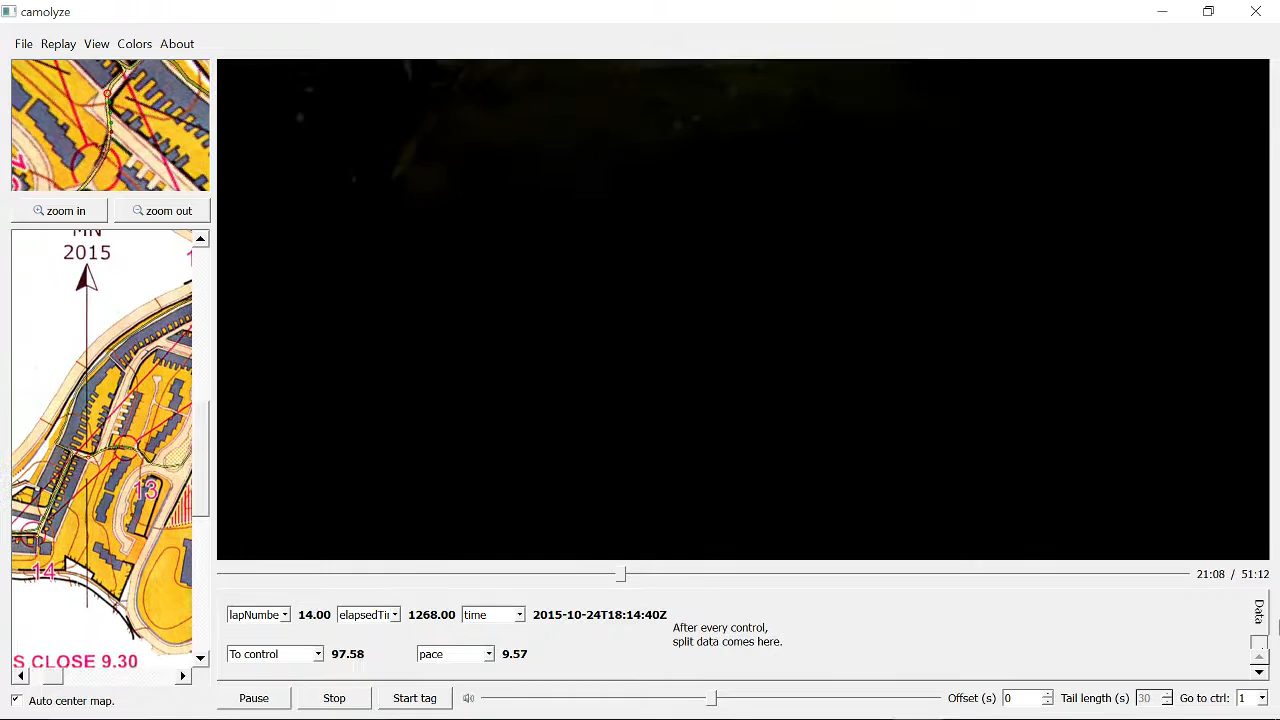 camolyze
File Replay View Colors About
zoom in zoom out
MN
2015
13
14
S CLOSE 9.30
Auto center map.
21:08 / 51:12
lapNumbe 14.00 elapsedTi 1268.00 time 2015-10-24T18:14:40Z
To control 97.58 pace 9.57
After every control,
split data comes here.
Data
Pause Stop Start tag
Offset (s) 0 Tail length (s) 30 Go to ctrl: 1